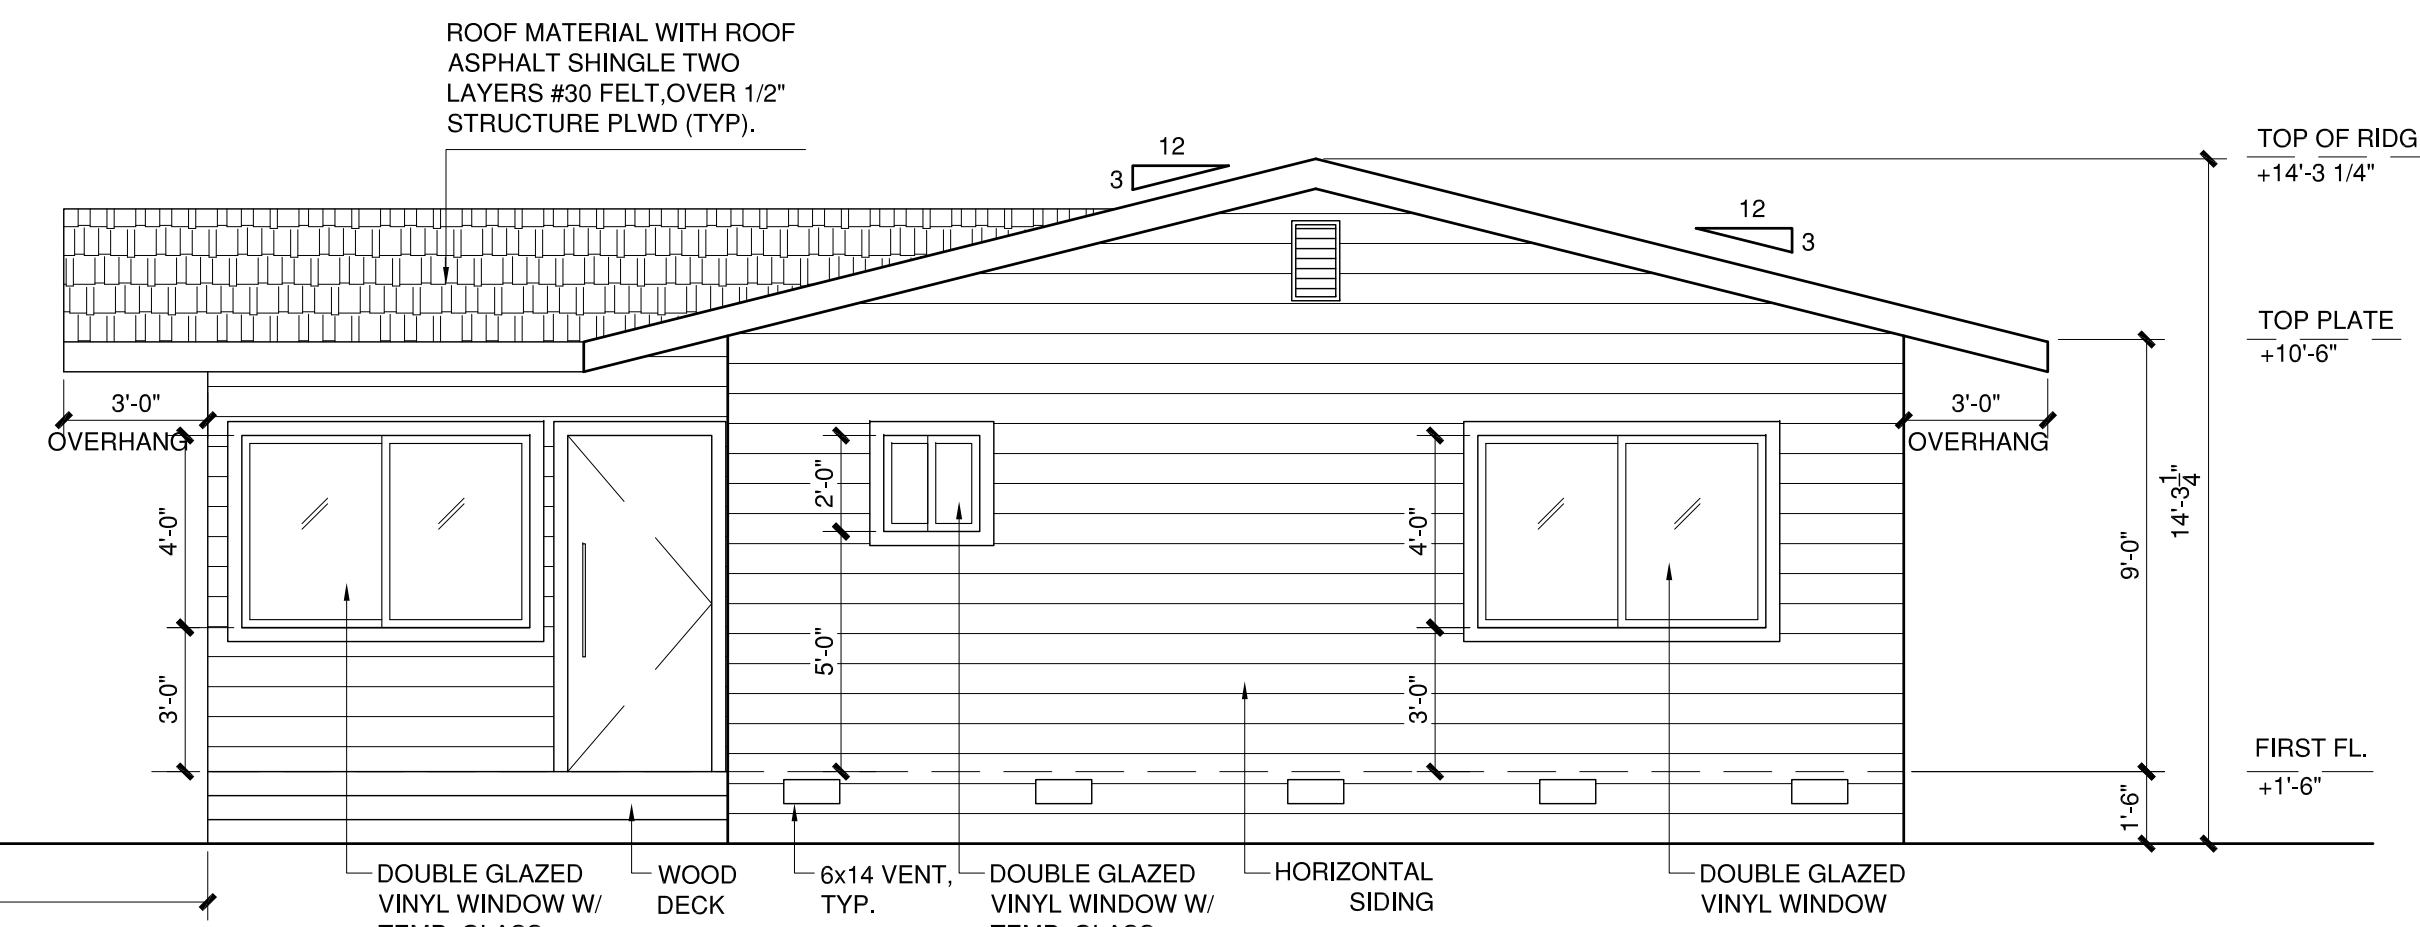 ROOF MATERIAL WITH ROOF
ASPHALT SHINGLE TWO
LAYERS #30 FELT,OVER 1/2"
STRUCTURE PLWD (TYP).
12
3
12
3
TOP OF RIDG
+14'-3 1/4"
TOP PLATE
+10'-6"
3'-0"
OVERHANG
3'-0"
OVERHANG
4'-0"
3'-0"
2'-0"
5'-0"
4'-0"
3'-0"
9'-0"
14'-3 1/4"
1'-6"
FIRST FL.
+1'-6"
DOUBLE GLAZED
VINYL WINDOW W/
TEMP. GLASS
WOOD
DECK
6x14 VENT,
TYP.
DOUBLE GLAZED
VINYL WINDOW W/
TEMP. GLASS
HORIZONTAL
SIDING
DOUBLE GLAZED
VINYL WINDOW